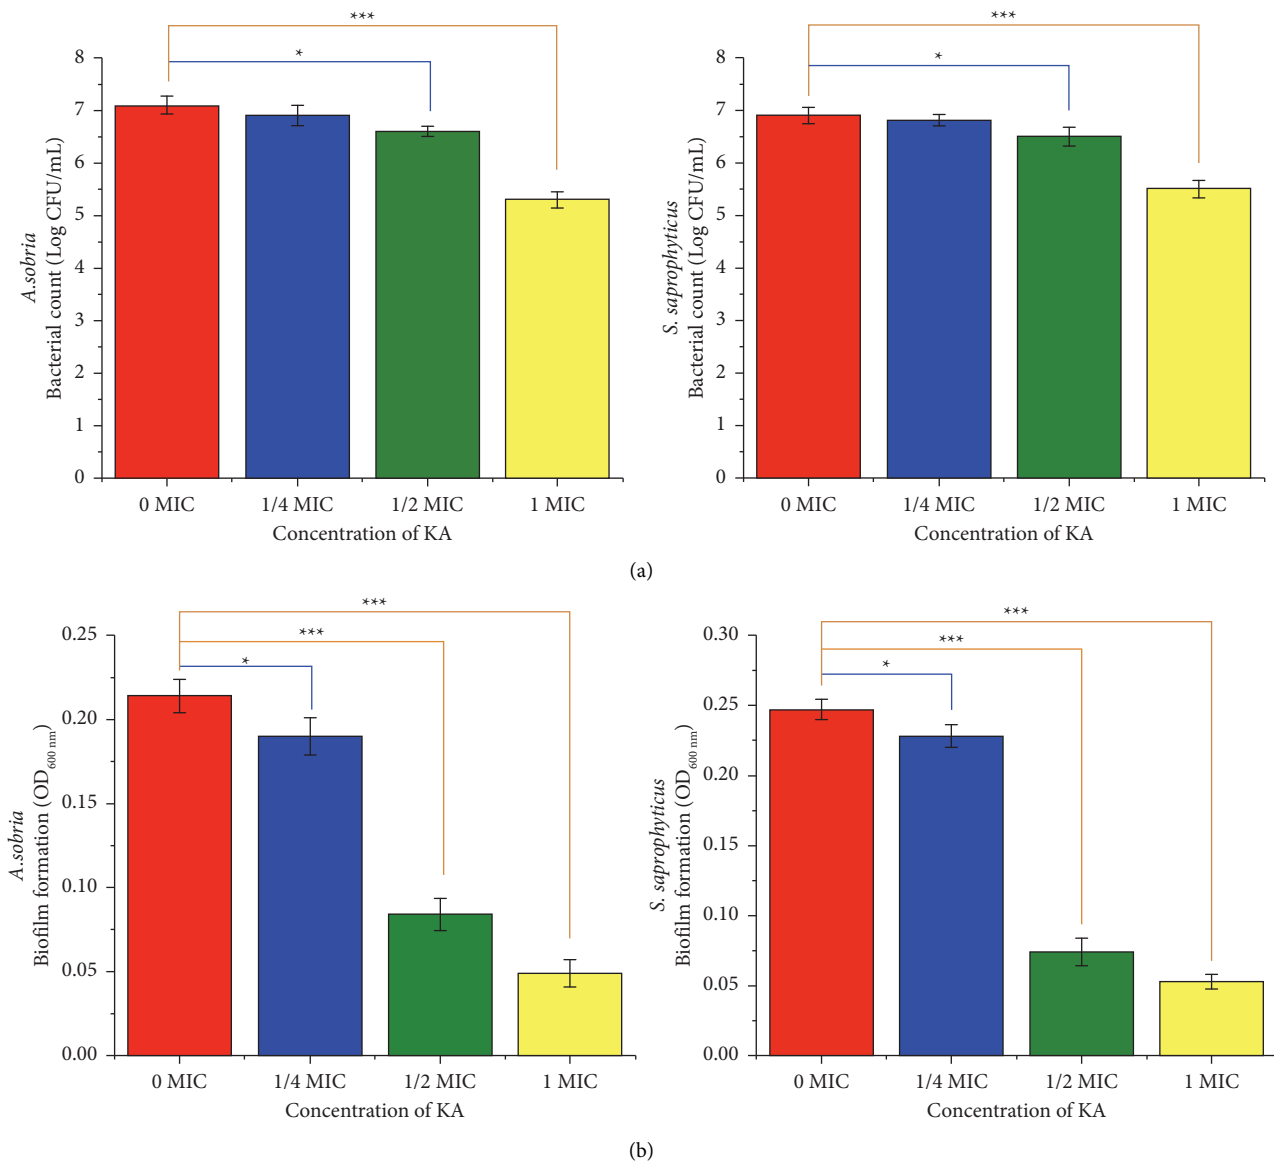 ***
*
8
7
6
5
4
3
2
1
0
A.sobria
Bacterial count (Log CFU/mL)
0 MIC 1/4 MIC 1/2 MIC 1 MIC
Concentration of KA
***
*
8
7
6
5
4
3
2
1
0
S. saprophyticus
Bacterial count (Log CFU/mL)
0 MIC 1/4 MIC 1/2 MIC 1 MIC
Concentration of KA
(a)
***
***
*
0.25
0.20
0.15
0.10
0.05
0.00
A.sobria
Biofilm formation (OD600 nm)
0 MIC 1/4 MIC 1/2 MIC 1 MIC
Concentration of KA
***
***
*
0.30
0.25
0.20
0.15
0.10
0.05
0.00
S. saprophyticus
Biofilm formation (OD600 nm)
0 MIC 1/4 MIC 1/2 MIC 1 MIC
Concentration of KA
(b)